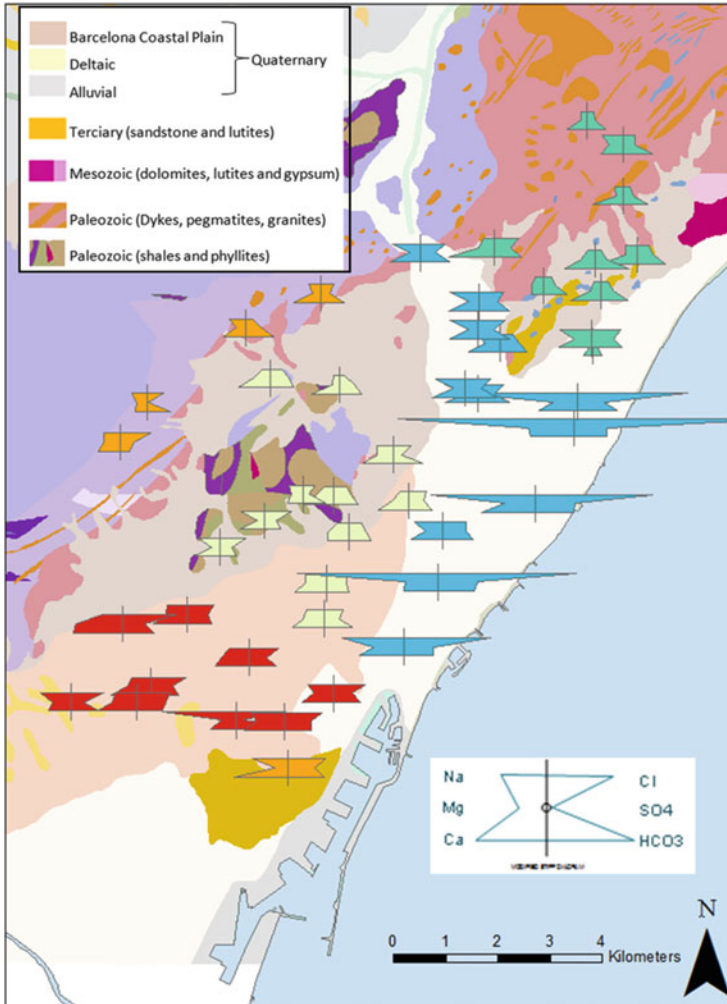 Barcelona Coastal Plain
Deltaic
Quaternary
Alluvial
Terciary (sandstone and lutites)
Mesozoic (dolomites, lutites and gypsum)
Paleozoic (Dykes, pegmatites, granites)
Paleozoic (shales and phyllites)
Na
Cl
Mg
SO4
Ca
HCO3
N
0 1 2 3 4
Kilometers